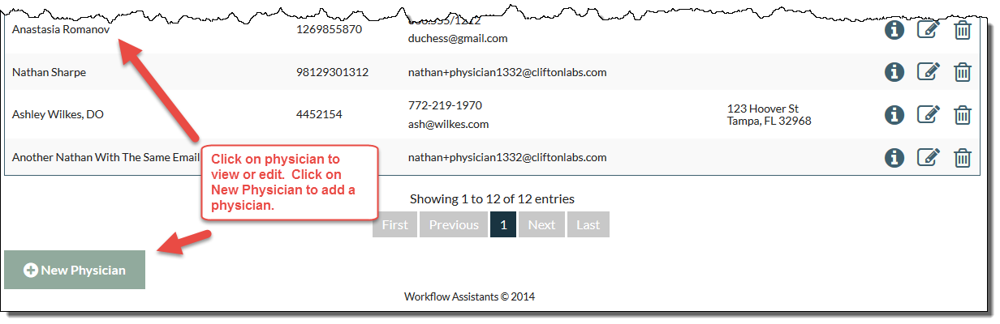 Anastasia Romanov 1269855870
duchess@gmail.com
Nathan Sharpe 98129301312 nathan+physician1332@cliftonlabs.com
772-219-1970
Ashley Wilkes, DO 4452154
ash@wilkes.com
123 Hoover St
Tampa, FL 32968
Another Nathan With The Same Email nathan+physician1332@cliftonlabs.com
Click on physician to
view or edit. Click on
New Physician to add a
physician.
Showing 1 to 12 of 12 entries
First Previous 1 Next Last
New Physician
Workflow Assistants © 2014